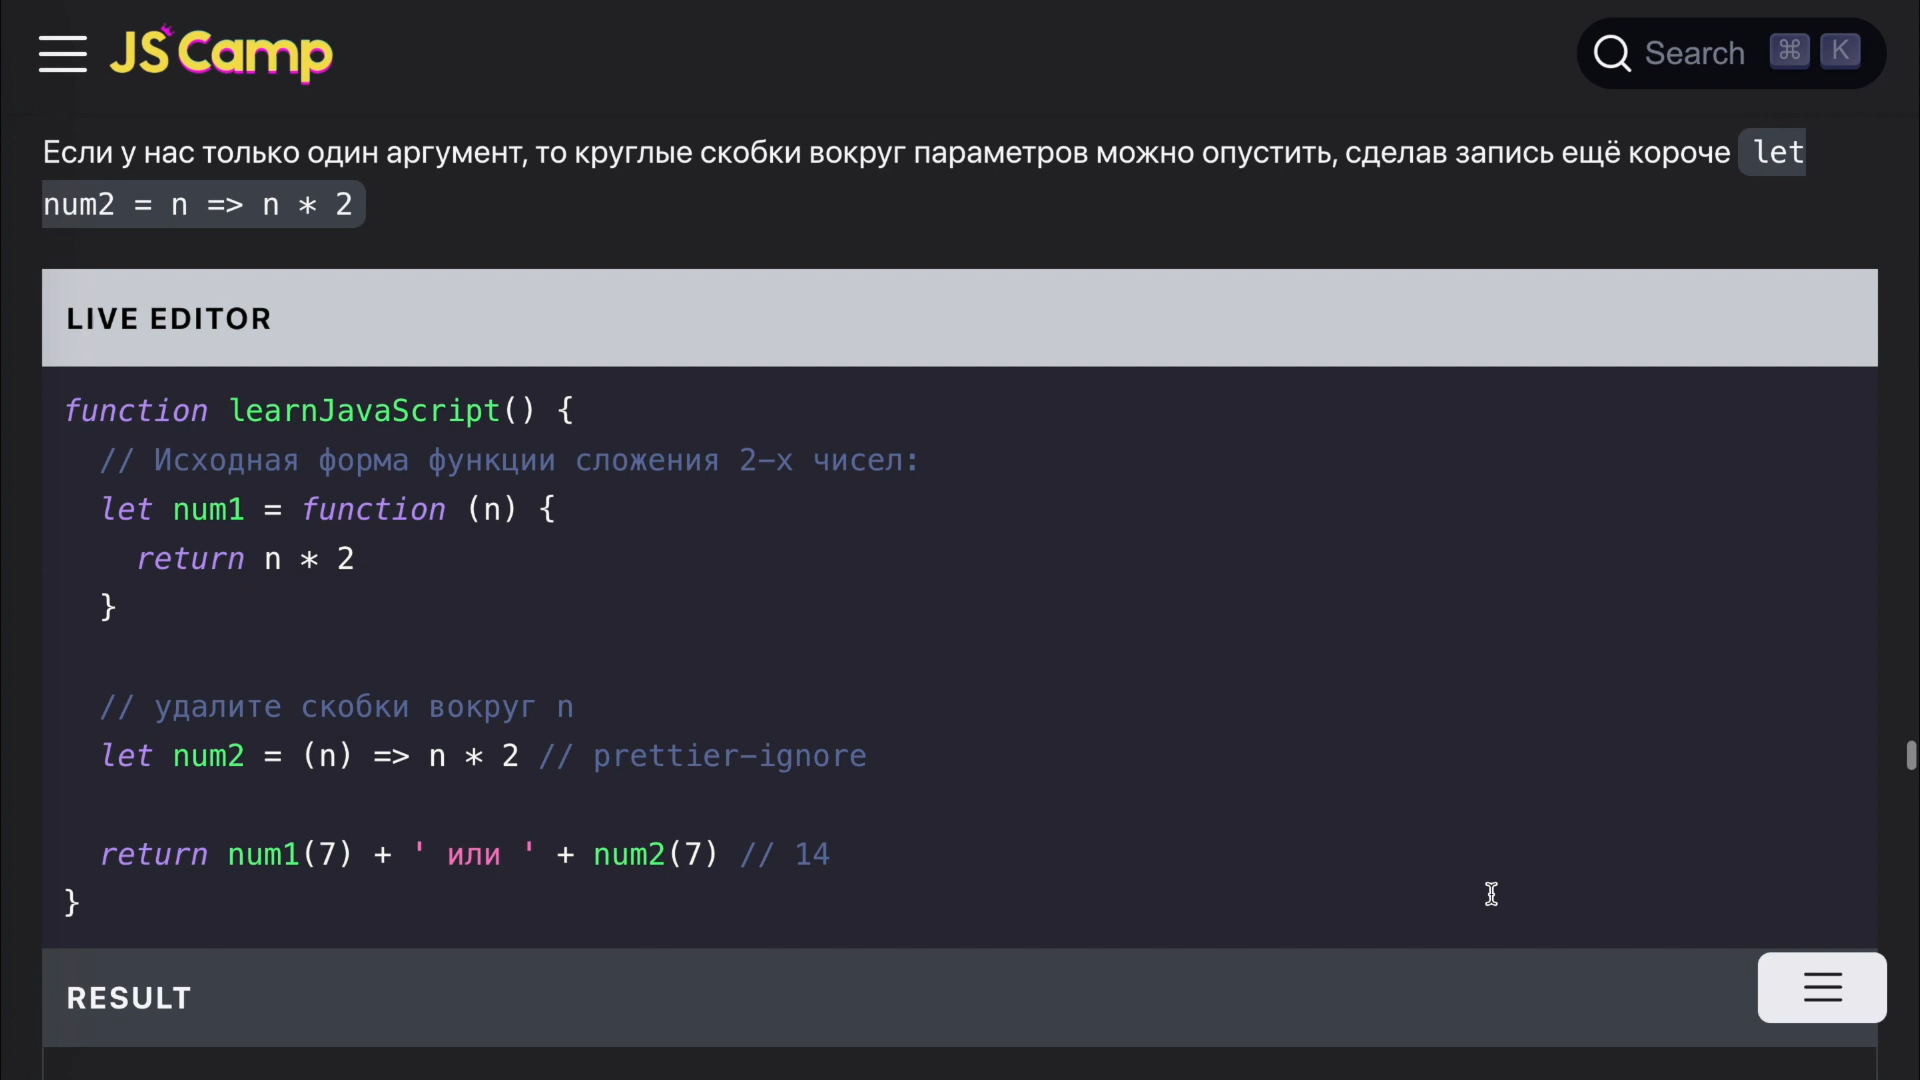 JS Camp
Search ⌘ K
Если у нас только один аргумент, то круглые скобки вокруг параметров можно опустить, сделав запись ещё короче let
num2 = n => n * 2
LIVE EDITOR
function learnJavaScript() {
  // Исходная форма функции сложения 2-х чисел:
  let num1 = function (n) {
    return n * 2
  }
  // удалите скобки вокруг n
  let num2 = (n) => n * 2 // prettier-ignore
  return num1(7) + ' или ' + num2(7) // 14
}
RESULT